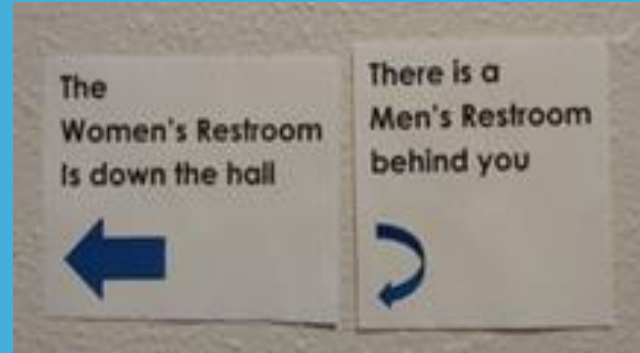 The
Women's Restroom
Is down the hall
There is a
Men's Restroom
behind you